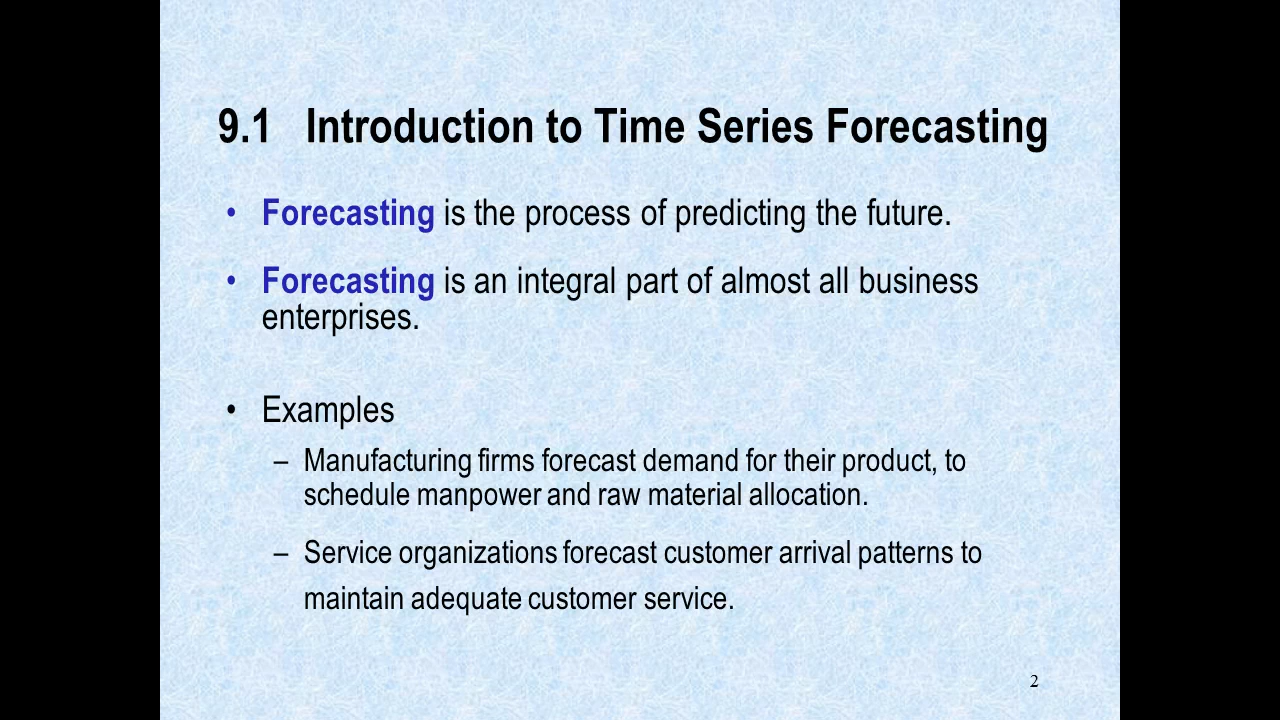 9.1 Introduction to Time Series Forecasting
• Forecasting is the process of predicting the future.
• Forecasting is an integral part of almost all business
enterprises.
• Examples
– Manufacturing firms forecast demand for their product, to
schedule manpower and raw material allocation.
– Service organizations forecast customer arrival patterns to
maintain adequate customer service.
2